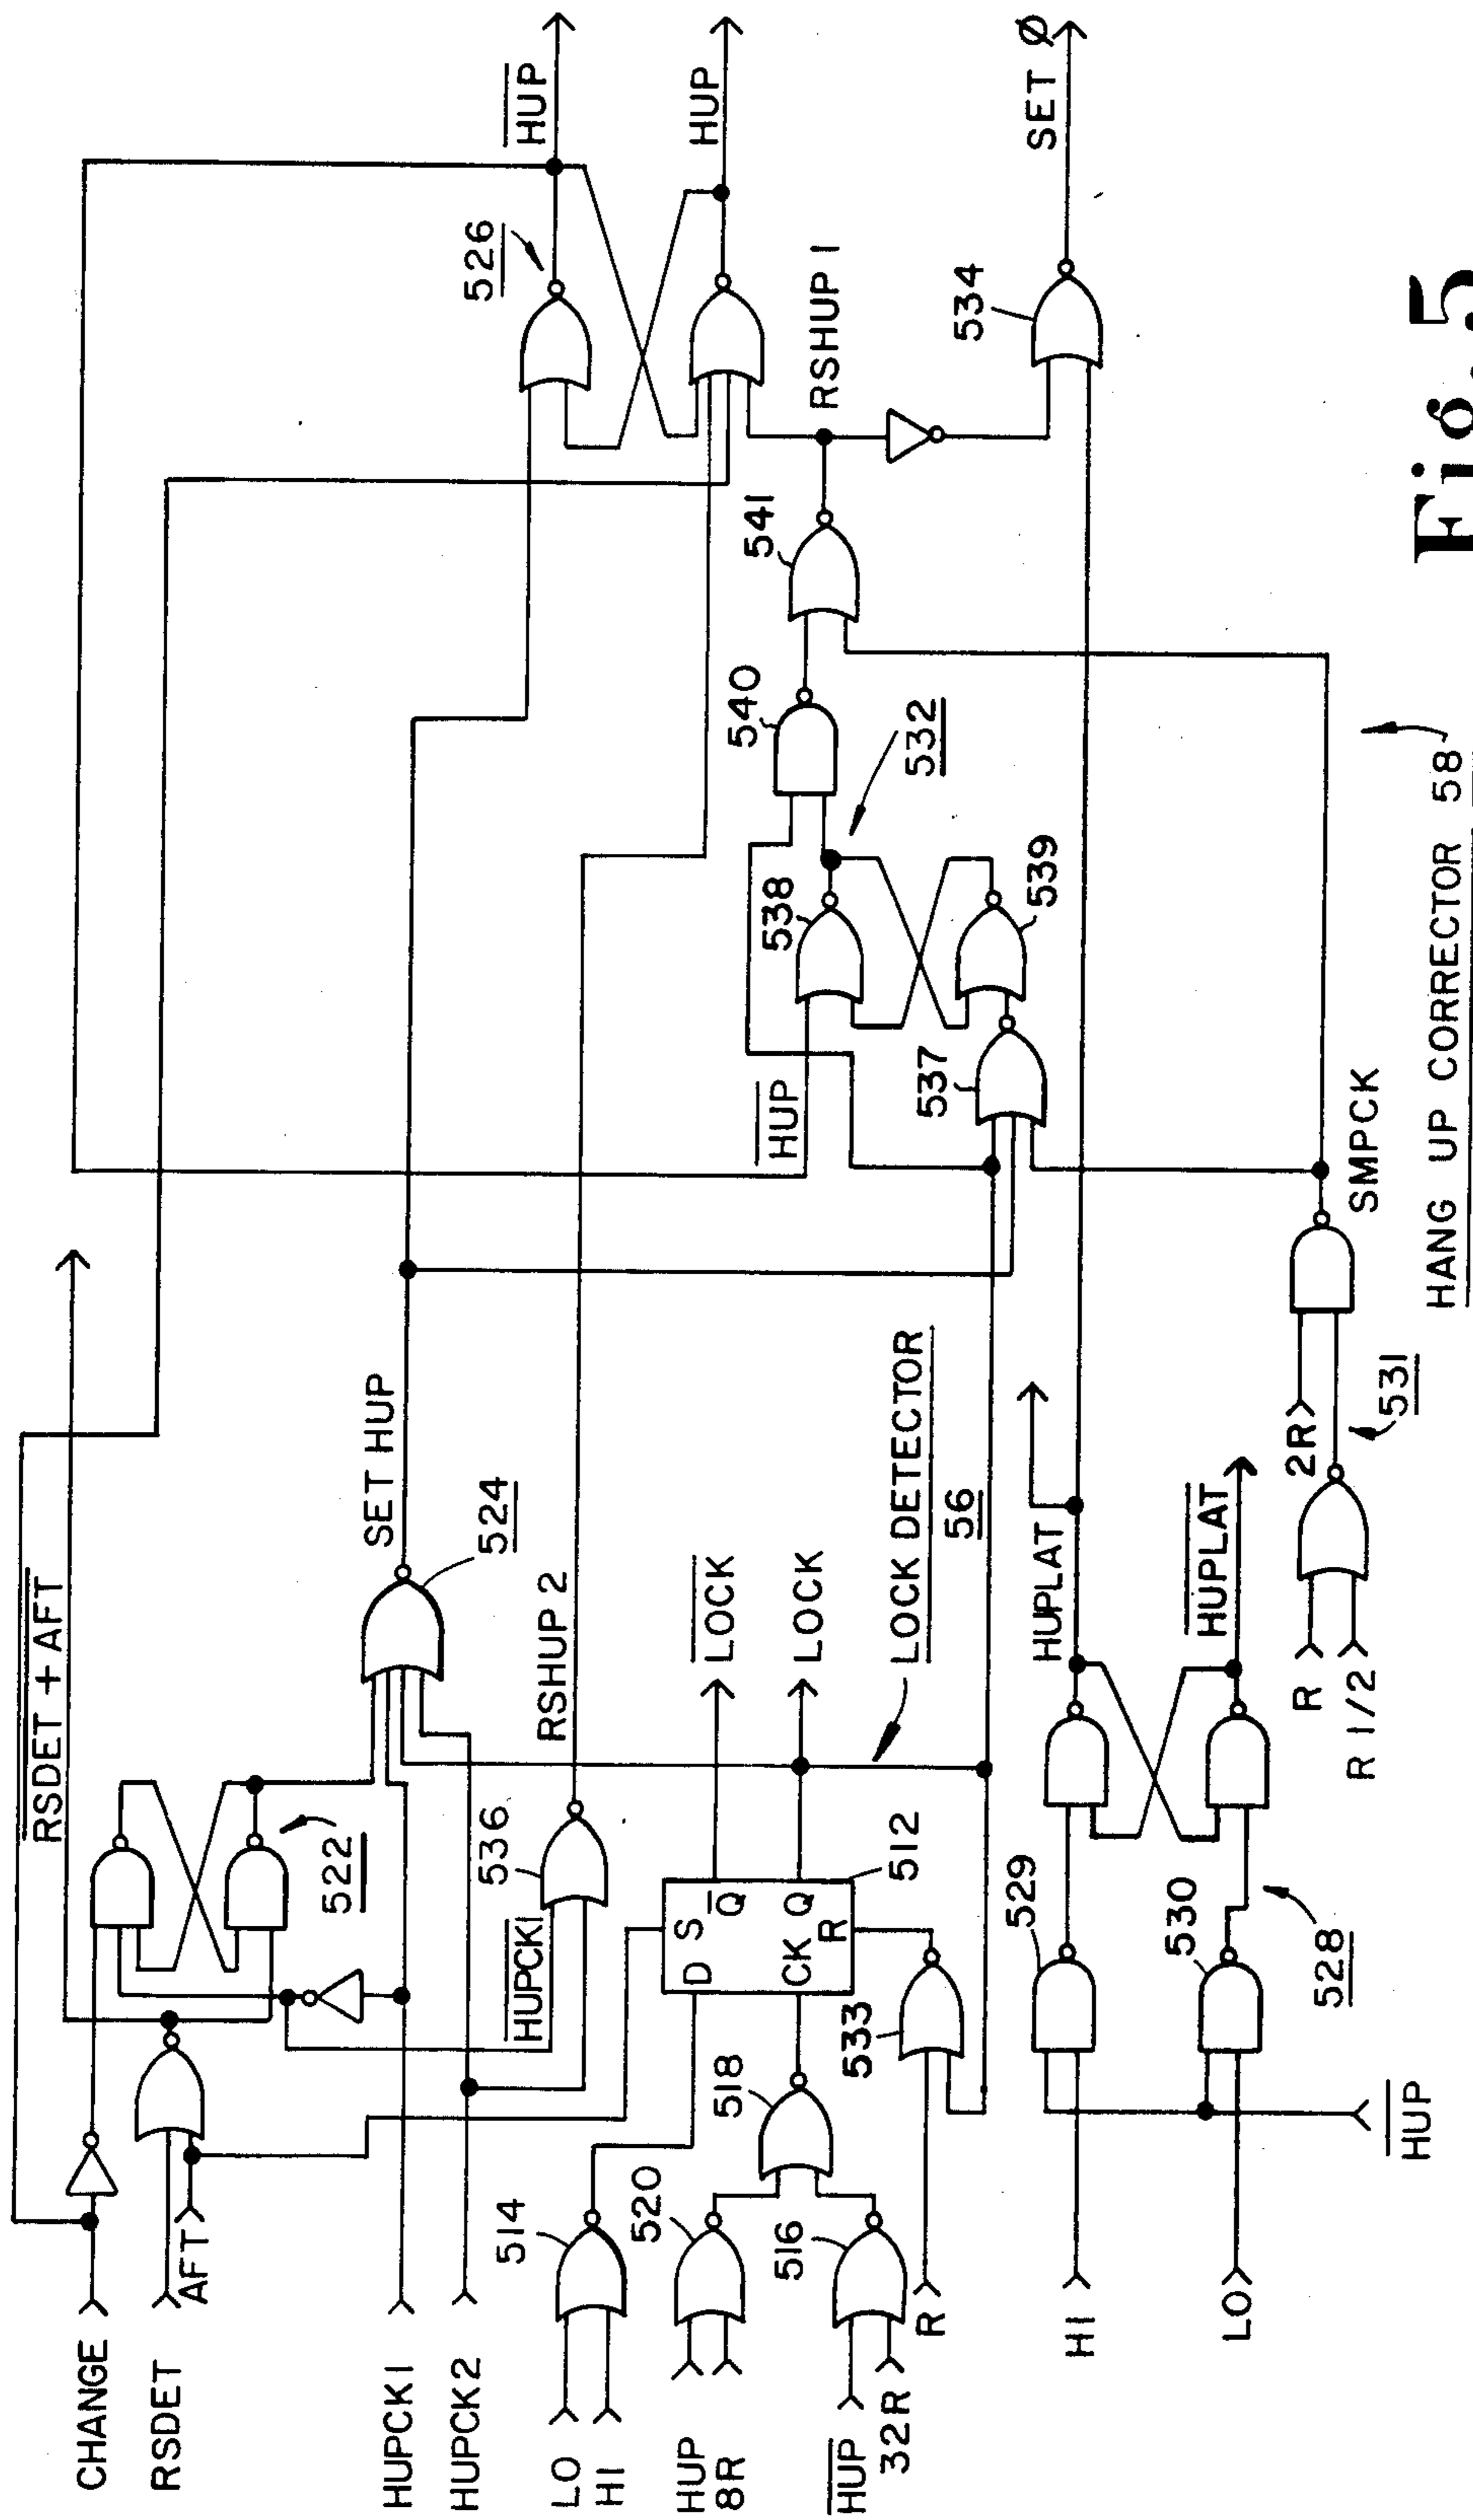 CHANGE
RSDET
AFT
HUPCK1
HUPCK2
LO
HI
HUP
8R
HUP
32R
R
HI
LO
HUP
514
520
516
518
533
HUPCK1
536
522
RSDET + AFT
D
S
Q
CK
Q
R
512
529
530
528
LOCK
LOCK
RSHUP 2
524
SET HUP
LOCK DETECTOR
56
HUPLAT
HUPLAT
R
R 1/2
2R
531
SMPCK
HUP
537
538
539
532
540
541
526
RSHUP 1
534
HUP
HUP
SET Ø
HANG UP CORRECTOR 58
Fig. 5